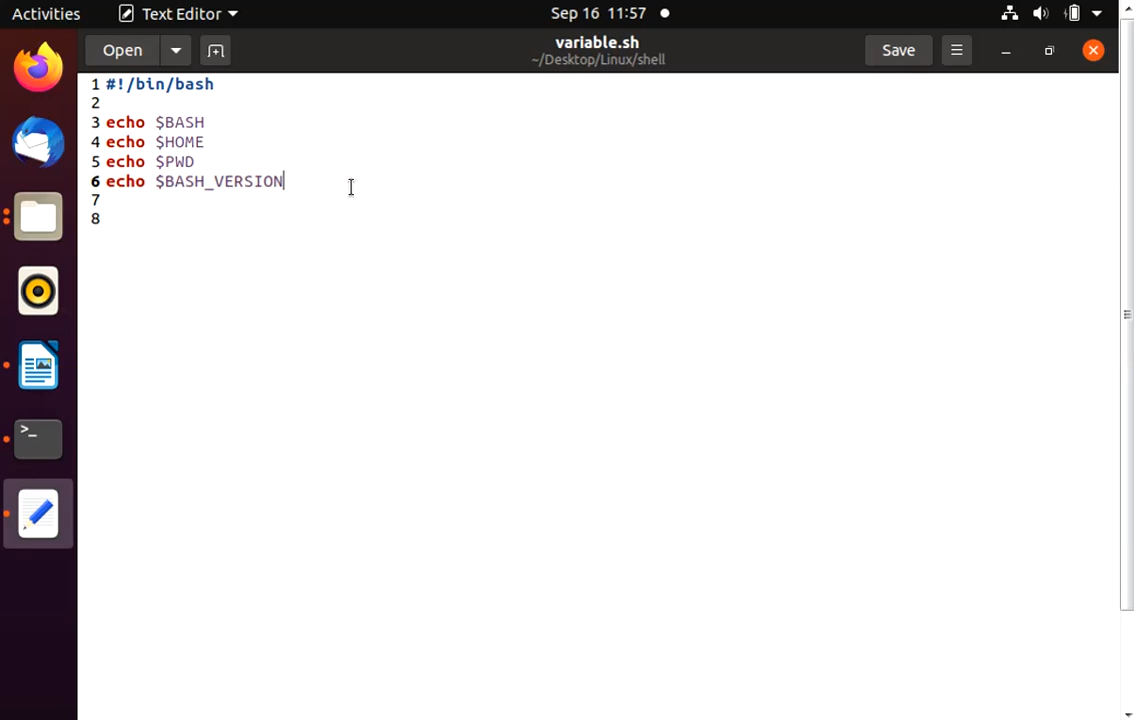 Activities Text Editor Sep 16 11:57
Open variable.sh Save
~/Desktop/Linux/shell
1 #!/bin/bash
2
3 echo $BASH
4 echo $HOME
5 echo $PWD
6 echo $BASH_VERSION
7
8
>_